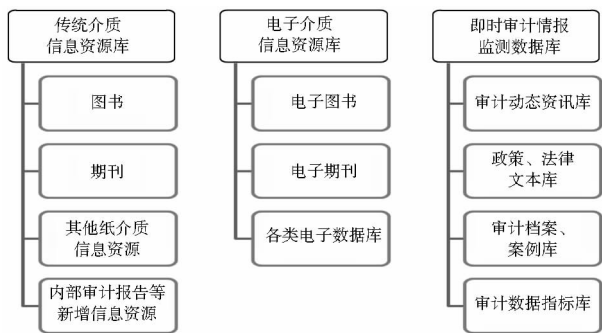 传统介质
信息资源库
图书
期刊
其他纸介质
信息资源
内部审计报告等
新增信息资源
电子介质
信息资源库
电子图书
电子期刊
各类电子数据库
即时审计情报
监测数据库
审计动态资讯库
政策、法律
文本库
审计档案、
案例库
审计数据指标库